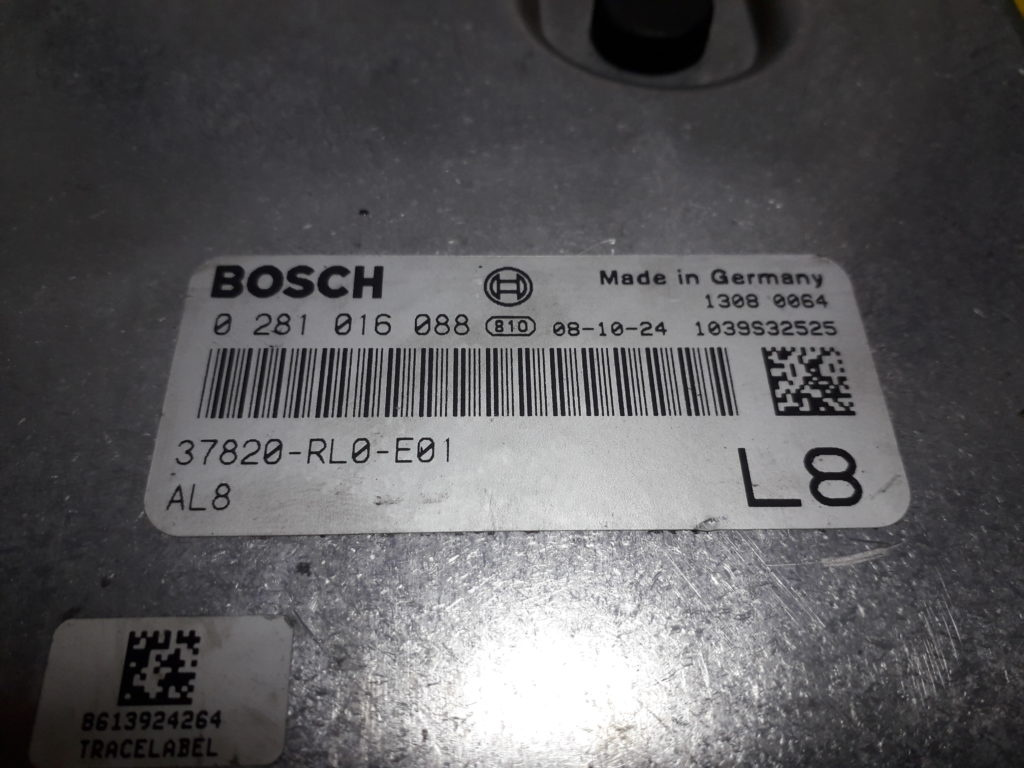 BOSCH Made in Germany
1308 0064
0 281 016 088 810 08-10-24 1039S32525
37820-RL0-E01
AL8 L8
8613924264
TRACELABEL